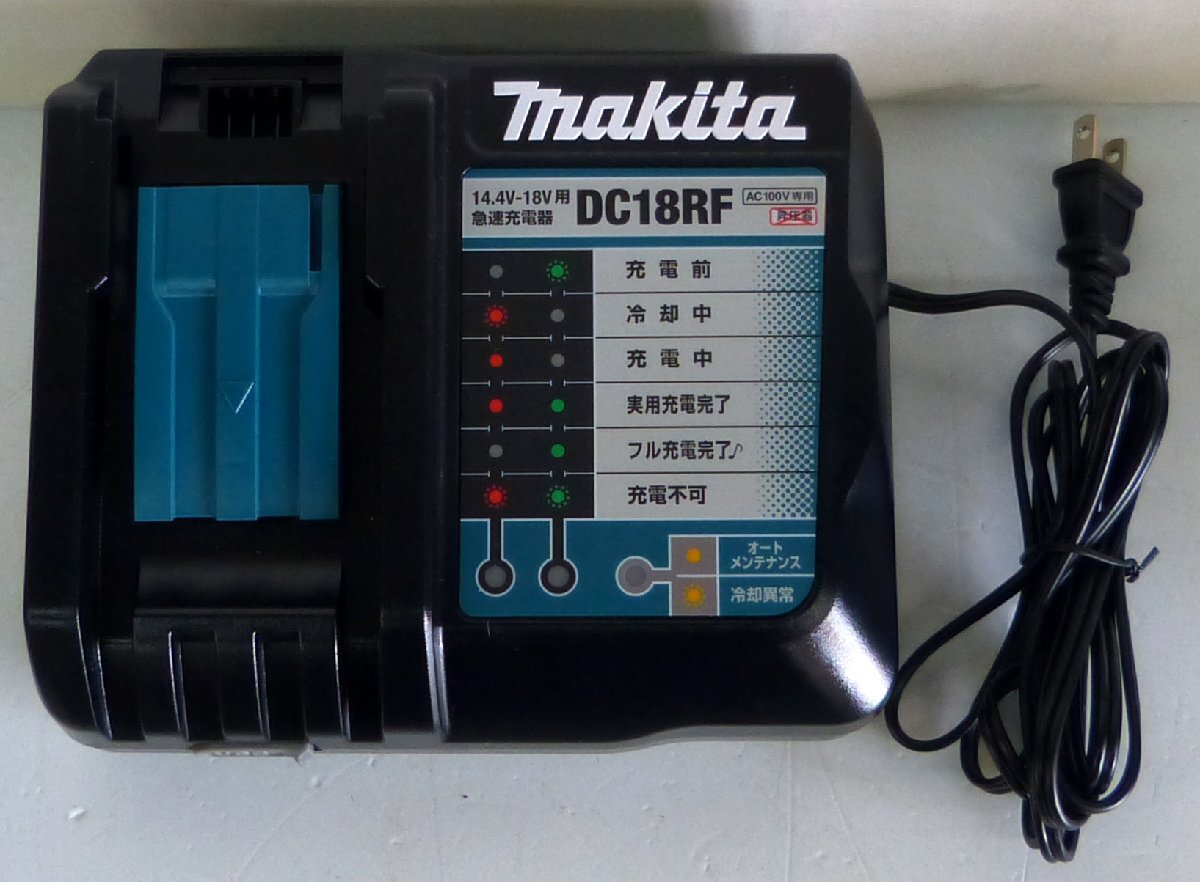 makita
14.4V-18V用
急速充電器
DC18RF
AC100V専用
昇圧器
充電前
冷却中
充電中
実用充電完了
フル充電完了♪
充電不可
オート
メンテナンス
冷却異常